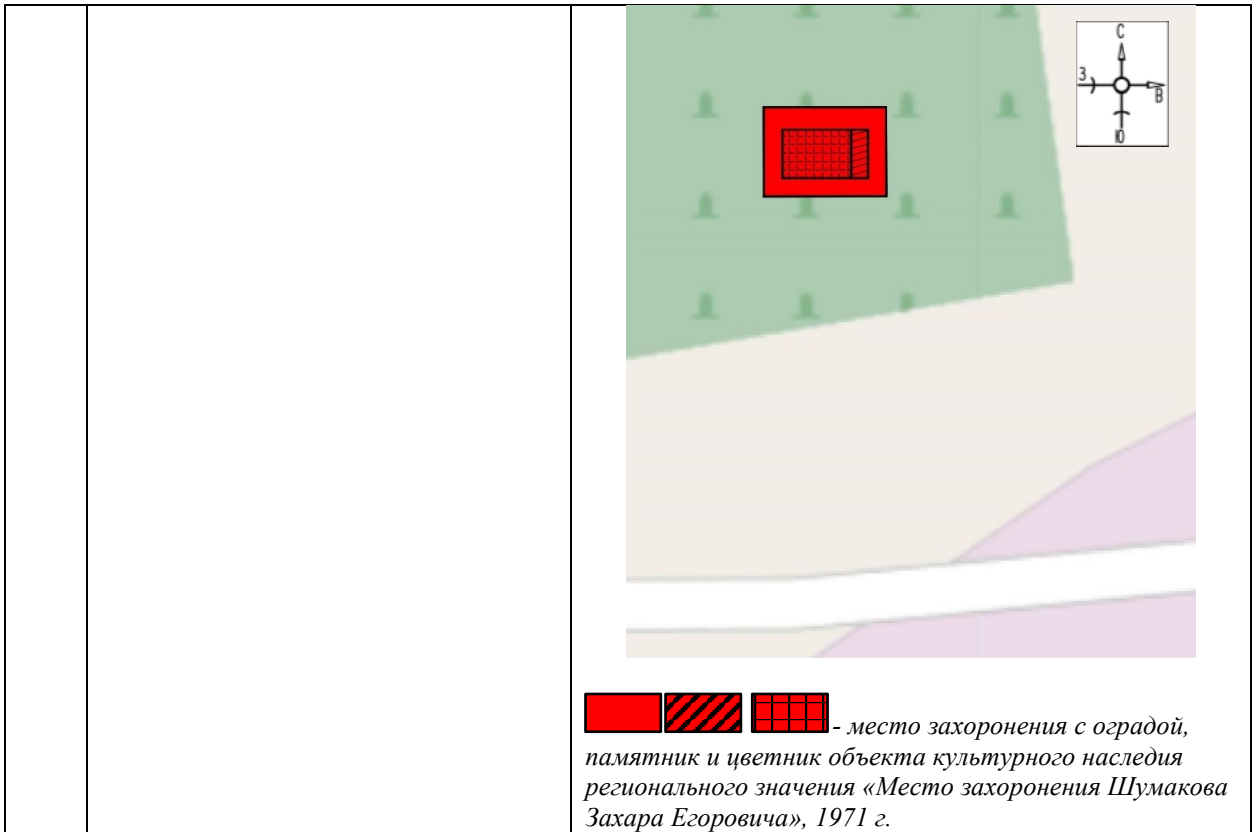 С
З
В
Ю
- место захоронения с оградой,
памятник и цветник объекта культурного наследия
регионального значения «Место захоронения Шумакова
Захара Егоровича», 1971 г.